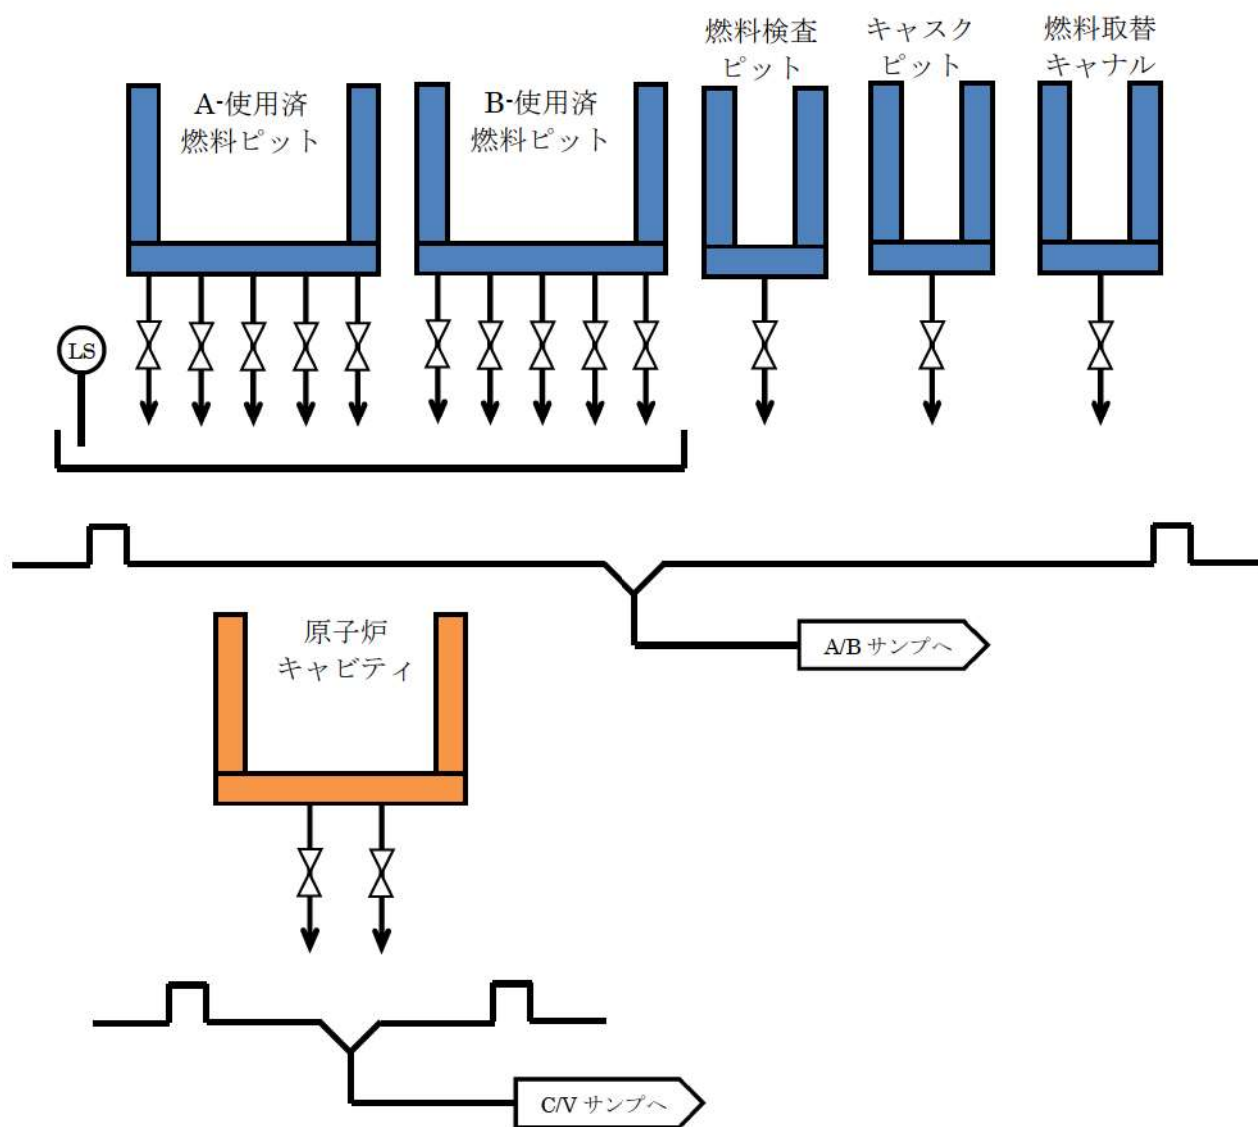 A-使用済
燃料ピット
B-使用済
燃料ピット
燃料検査
ピット
キャスク
ピット
燃料取替
キャナル
LS
A/B サンプへ
原子炉
キャビティ
C/V サンプへ